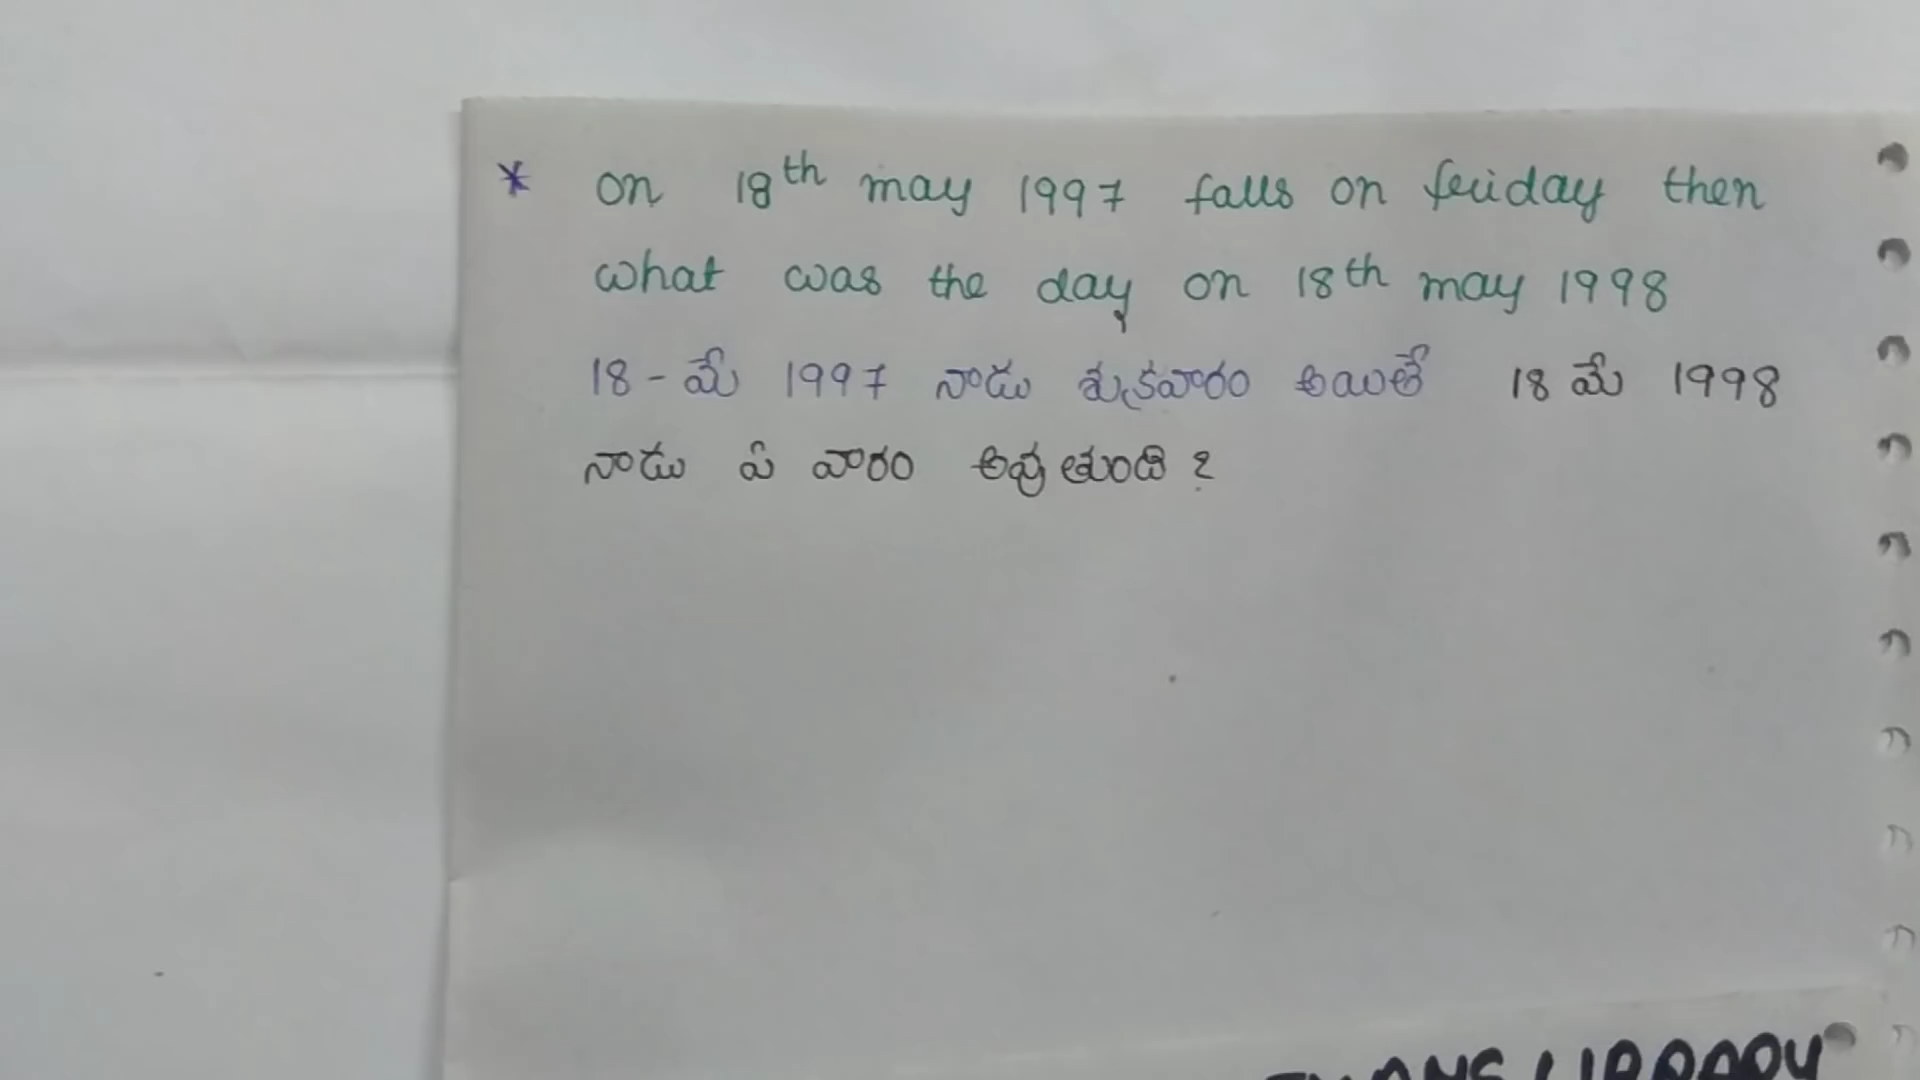 * on 18th may 1997 falls on friday then
what was the day on 18th may 1998
18 - మే 1997 నాడు శుక్రవారం అయితే 18 మే 1998
నాడు ఏ వారం అవుతుంది ?
LIBRARY